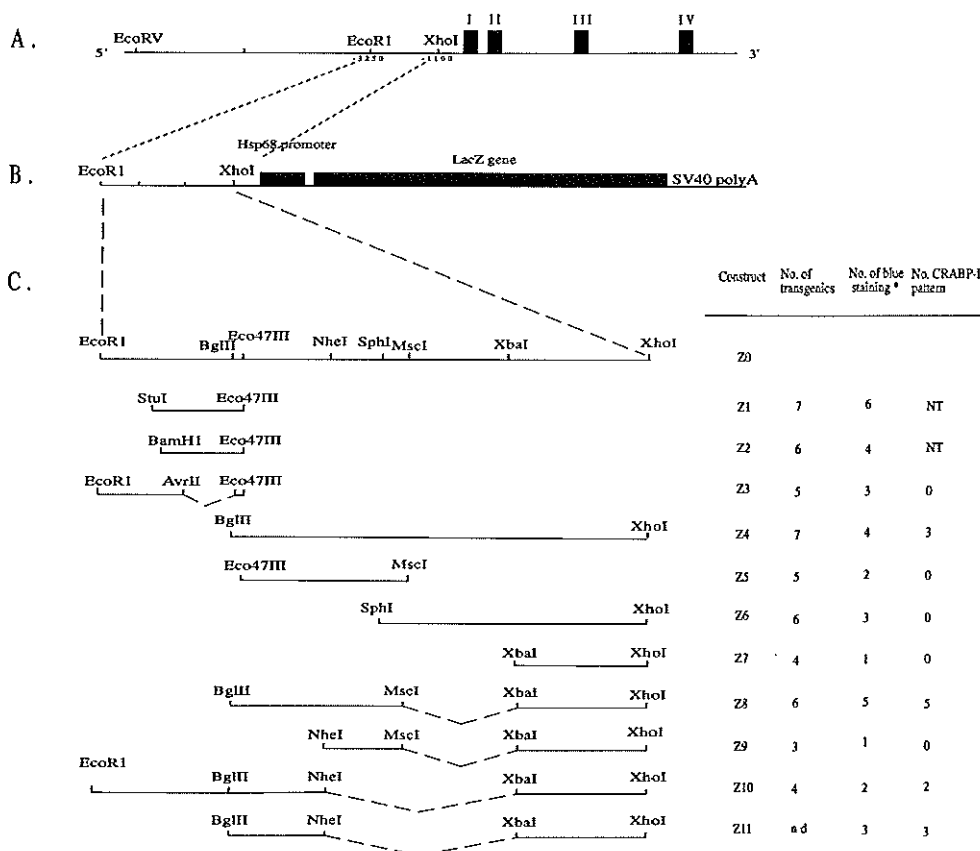 I II III IV
A. EcoRV EcoR1 XhoI
5' -3250 -1100 3'
Hsp68 promoter
LacZ gene
EcoR1 XhoI
B. SV40 polyA
C. Construct No. of transgenics No. of blue staining * No. CRABP-I pattern
EcoR1 BglII Eco47III NheI SphI MscI XbaI XhoI Z0
StuI Eco47III Z1 7 6 NT
BamH1 Eco47III Z2 6 4 NT
EcoR1 AvrII Eco47III Z3 5 3 0
BglII XhoI Z4 7 4 3
Eco47III MscI Z5 5 2 0
SphI XhoI Z6 6 3 0
XbaI XhoI Z7 4 1 0
BglII MscI XbaI XhoI Z8 6 5 5
NheI MscI XbaI XhoI Z9 3 1 0
EcoR1 BglII NheI XbaI XhoI Z10 4 2 2
BglII NheI XbaI XhoI Z11 nd 3 3